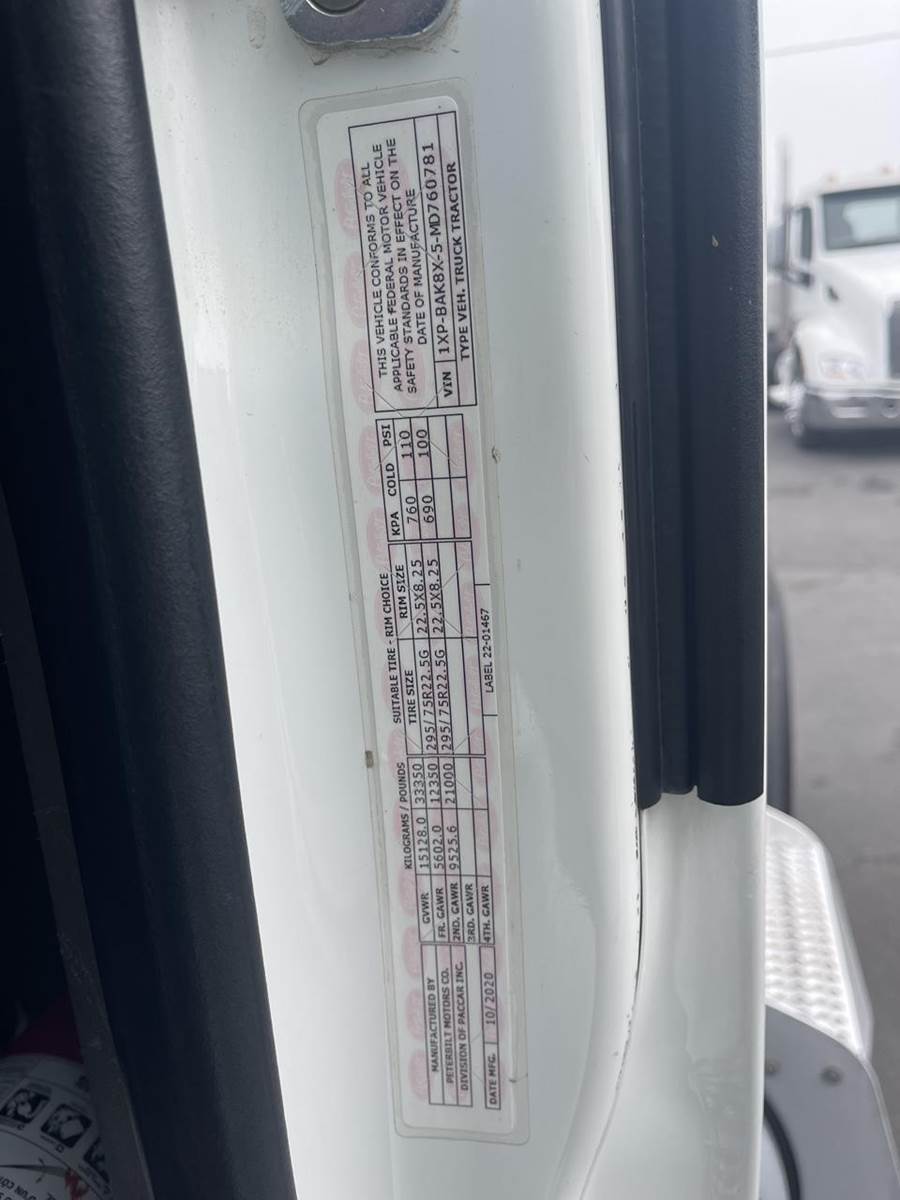 MANUFACTURED BY
PETERBILT MOTORS CO.
DIVISION OF PACCAR INC.
DATE MFG. 10/2020
KILOGRAMS / POUNDS
GVWR 15128.0 33350
FR. GAWR 5602.0 12350
2ND. GAWR 9525.6 21000
3RD. GAWR
4TH. GAWR
SUITABLE TIRE - RIM CHOICE
TIRE SIZE RIM SIZE KPA COLD PSI
295/75R22.5G 22.5X8.25 760 110
295/75R22.5G 22.5X8.25 690 100
LABEL 22-01467
THIS VEHICLE CONFORMS TO ALL
APPLICABLE FEDERAL MOTOR VEHICLE
SAFETY STANDARDS IN EFFECT ON THE
DATE OF MANUFACTURE
VIN 1XP-BAK8X-5-MD760781
TYPE VEH. TRUCK TRACTOR